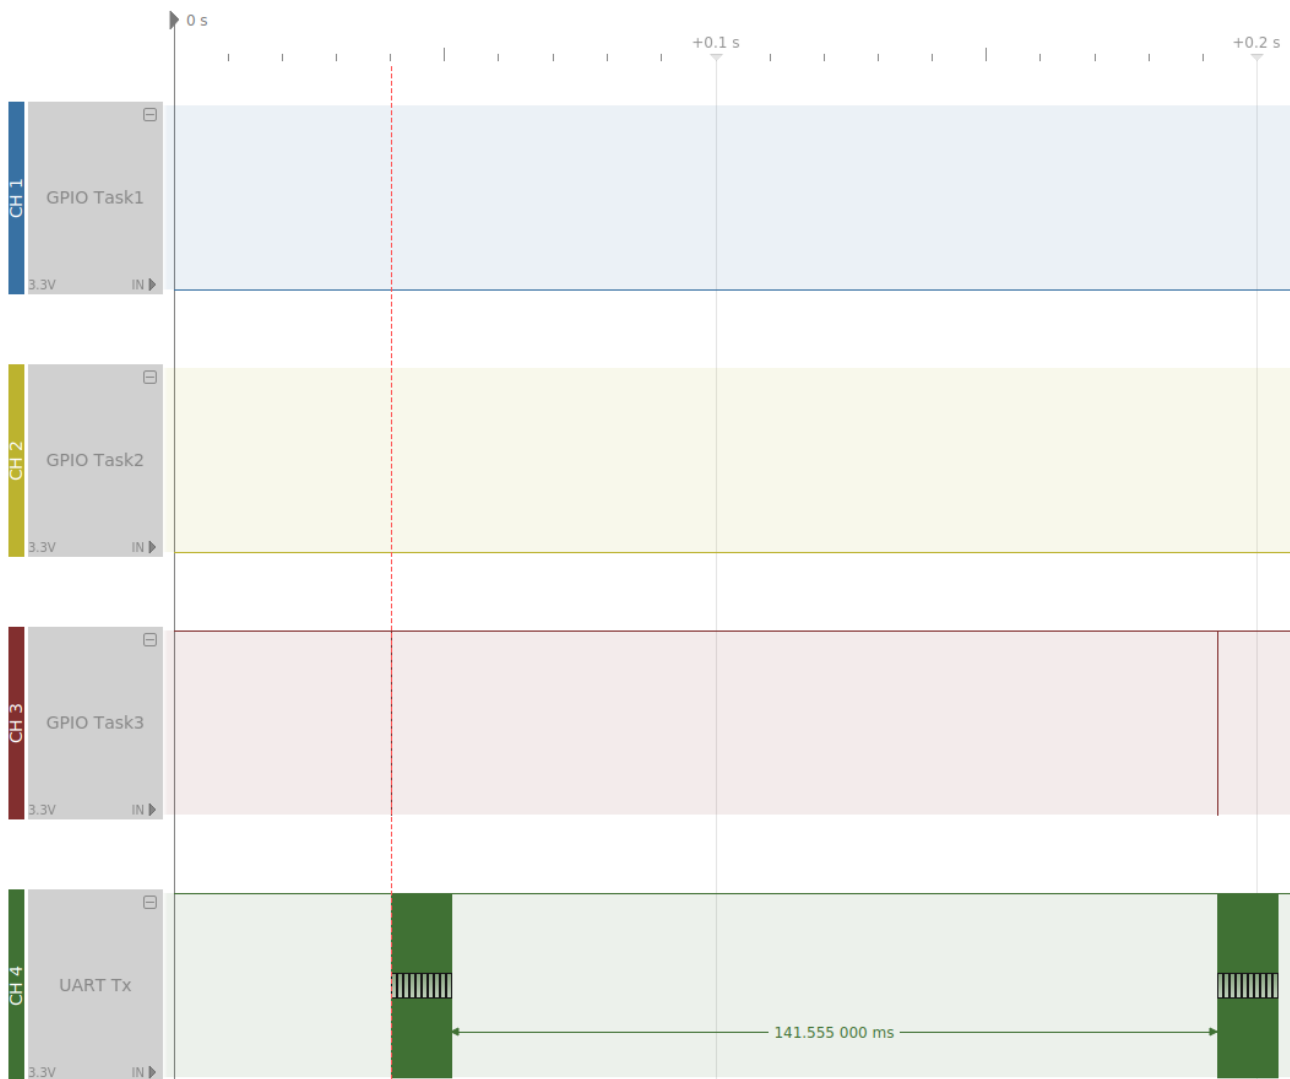 0 s
+0.1 s
+0.2 s
CH 1
GPIO Task1
3.3V
IN
CH 2
GPIO Task2
3.3V
IN
CH 3
GPIO Task3
3.3V
IN
CH 4
UART Tx
141.555 000 ms
3.3V
IN